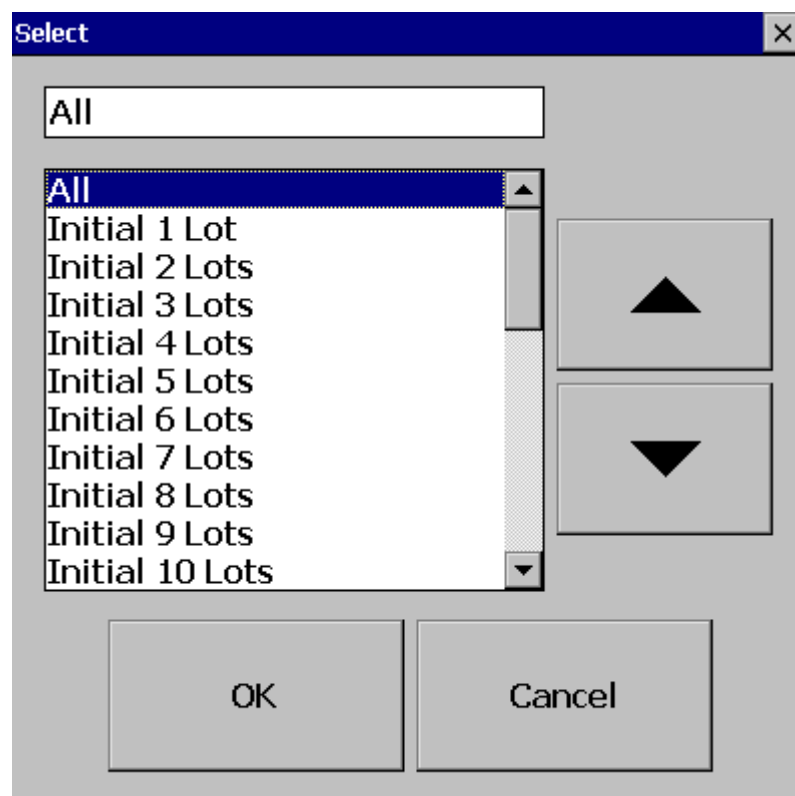 Select
All
All
Initial 1 Lot
Initial 2 Lots
Initial 3 Lots
Initial 4 Lots
Initial 5 Lots
Initial 6 Lots
Initial 7 Lots
Initial 8 Lots
Initial 9 Lots
Initial 10 Lots
OK
Cancel